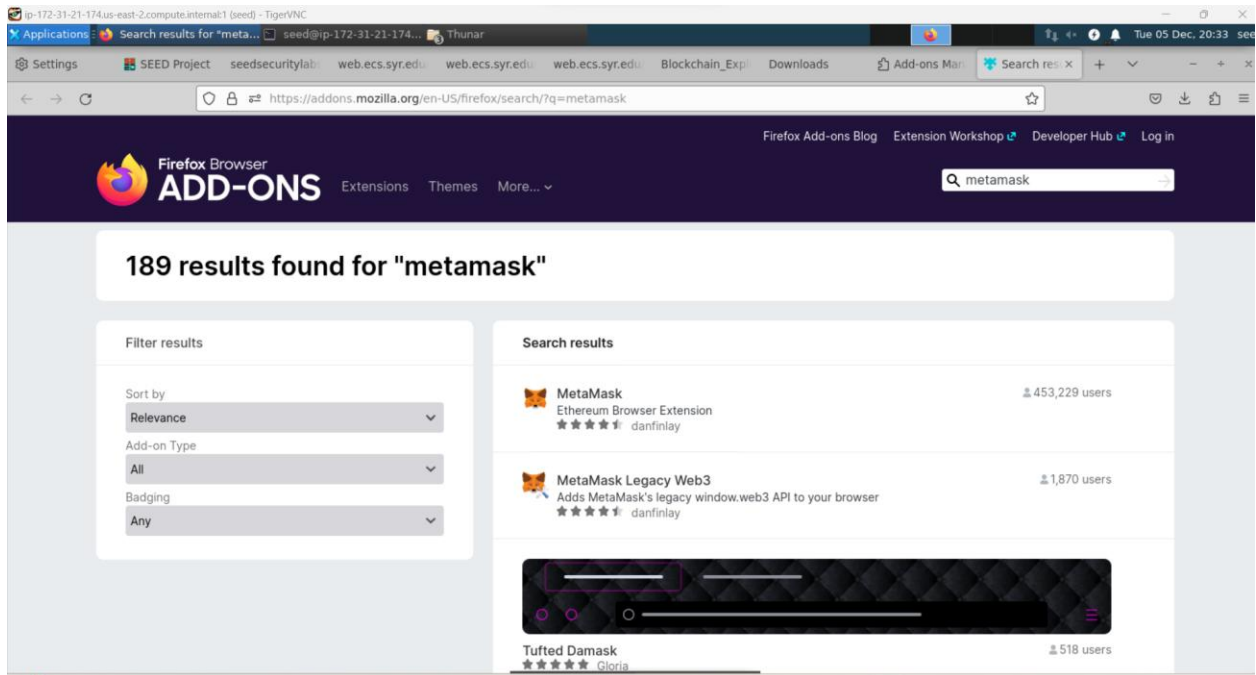 ip-172-31-21-174.us-east-2.compute.internal:1 (seed) - TigerVNC
Applications Search results for "meta... seed@ip-172-31-21-174... Thunar Tue 05 Dec, 20:33 see
Settings SEED Project seedsecuritylab web.ecs.syr.edu web.ecs.syr.edu web.ecs.syr.edu Blockchain_Expl Downloads Add-ons Man Search resu
https://addons.mozilla.org/en-US/firefox/search/?q=metamask
Firefox Add-ons Blog Extension Workshop Developer Hub Log in
Firefox Browser
ADD-ONS Extensions Themes More... metamask
189 results found for "metamask"
Filter results
Sort by
Relevance
Add-on Type
All
Badging
Any
Search results
MetaMask 453,229 users
Ethereum Browser Extension
danfinlay
MetaMask Legacy Web3 1,870 users
Adds MetaMask's legacy window.web3 API to your browser
danfinlay
Tufted Damask 518 users
Gloria